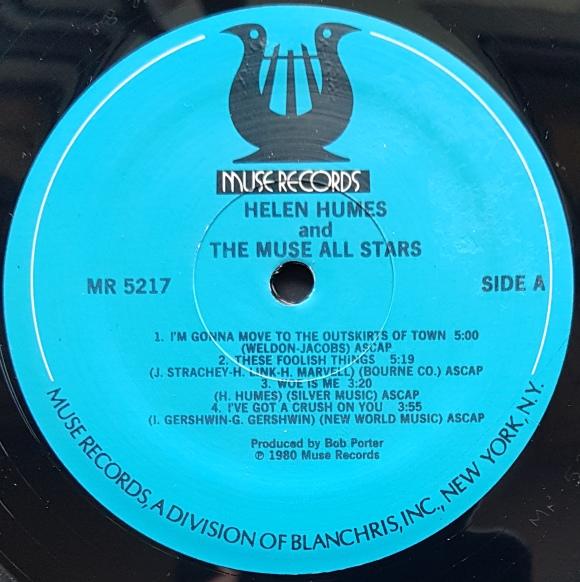 MUSE RECORDS
HELEN HUMES
and
THE MUSE ALL STARS
MR 5217
SIDE A
1. I'M GONNA MOVE TO THE OUTSKIRTS OF TOWN 5:00
(WELDON-JACOBS) ASCAP
2. THESE FOOLISH THINGS 5:19
(J. STRACHEY-H. LINK-H. MARVELL) (BOURNE CO.) ASCAP
3. WOE IS ME 3:20
(H. HUMES) (SILVER MUSIC) ASCAP
4. I'VE GOT A CRUSH ON YOU 3:55
(I. GERSHWIN-G. GERSHWIN) (NEW WORLD MUSIC) ASCAP
Produced by Bob Porter
℗ 1980 Muse Records
MUSE RECORDS, A DIVISION OF BLANCHRIS, INC., NEW YORK, N.Y.